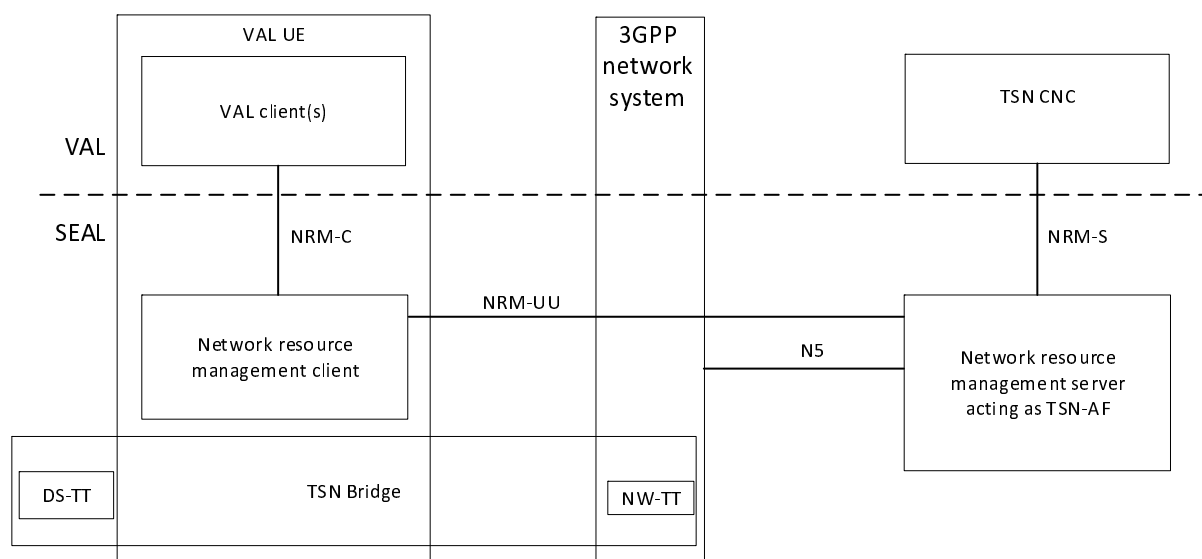 VAL UE
VAL client(s)
3GPP
network
system
TSN CNC
VAL
SEAL
NRM-C
NRM-S
NRM-UU
N5
Network resource
management client
Network resource
management server
acting as TSN-AF
DS-TT
TSN Bridge
NW-TT